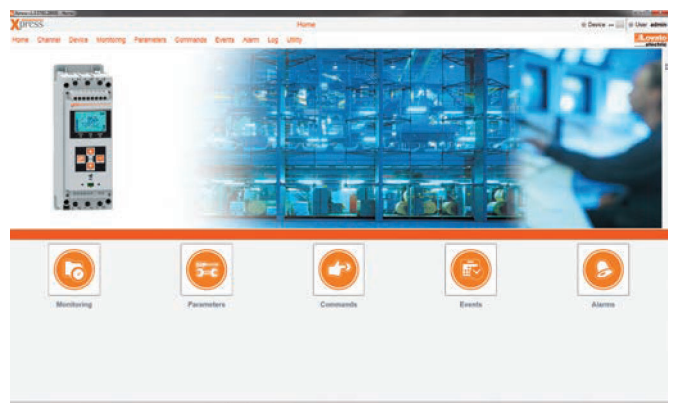 Xpress
Home
Device
User admin
Home Channel Device Monitoring Parameters Commands Events Alarm Log Utility
Lovato
electric
Monitoring
Parameters
Commands
Events
Alarms